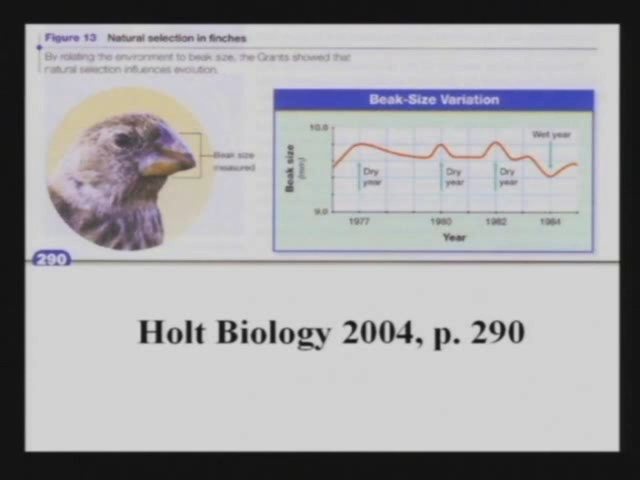 Figure 13 Natural selection in finches
By relating the environment to beak size, the Grants showed that
natural selection influences evolution.
Beak-Size Variation
Beak size
measured
Beak size
(mm)
10.0
9.0
Dry
year
Dry
year
Dry
year
Wet year
1977
1980
1982
1984
Year
290
Holt Biology 2004, p. 290